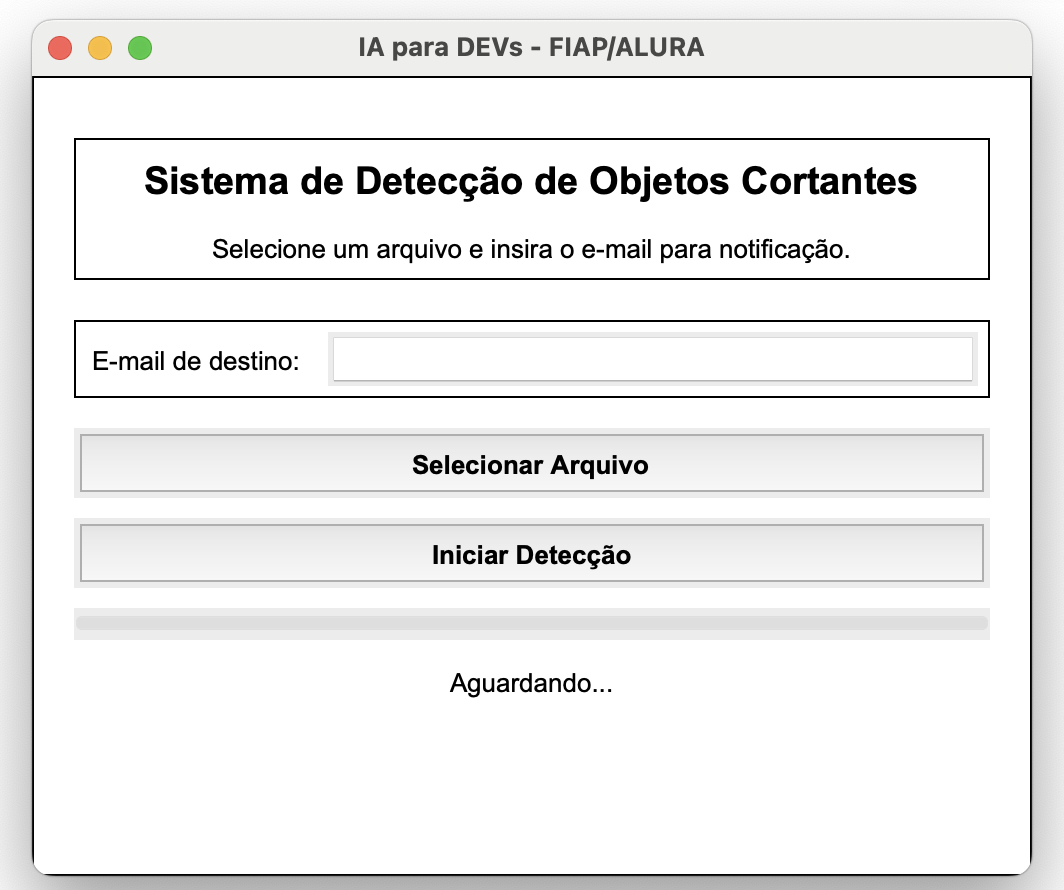 IA para DEVs - FIAP/ALURA
Sistema de Detecção de Objetos Cortantes
Selecione um arquivo e insira o e-mail para notificação.
E-mail de destino:
Selecionar Arquivo
Iniciar Detecção
Aguardando...